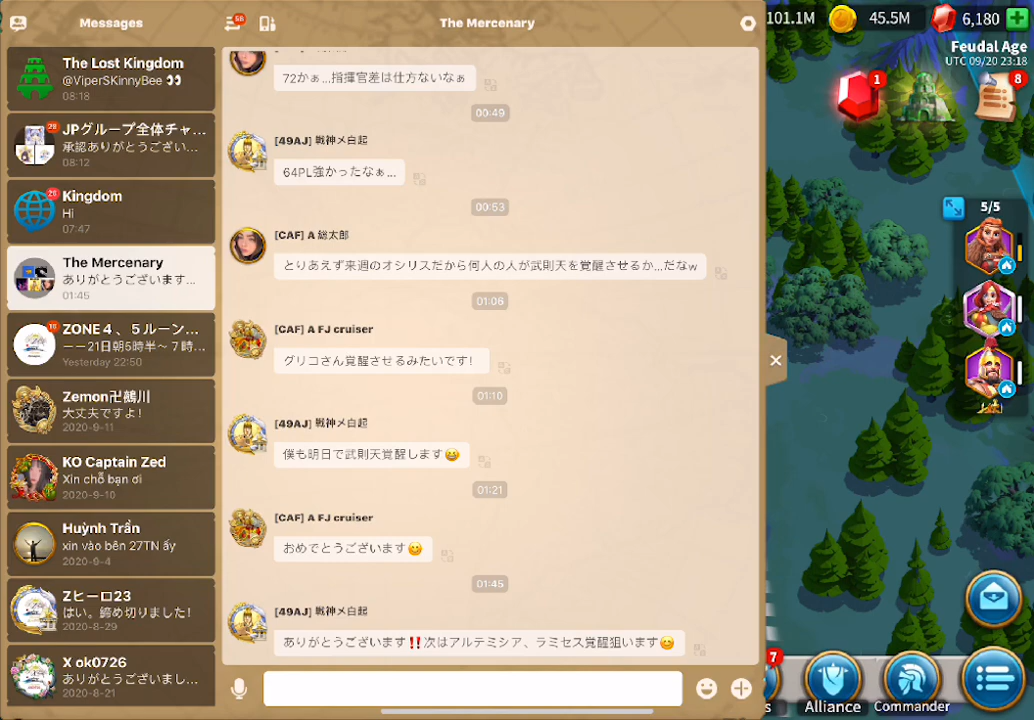 Messages
58
The Mercenary
101.1M
45.5M
6,180
Feudal Age
UTC 09/20 23:18
1
8
5/5
The Lost Kingdom
@ViperSKinnyBee 👀
08:18
28
JPグループ全体チャ...
承認ありがとうござい...
08:12
28
Kingdom
Hi
07:47
The Mercenary
ありがとうございます...
01:45
16
ZONE４、５ルーン...
ーー21日朝5時半～７時...
Yesterday 22:50
Zemon卍鶴川
大丈夫ですよ!
2020-9-11
KO Captain Zed
Xin chỗ bạn ơi
2020-9-10
Huỳnh Trần
xin vào bên 27TN ấy
2020-9-4
Zヒーロ23
はい。締め切りました!
2020-8-29
X ok0726
ありがとうございまし...
2020-8-21
72かぁ...指揮官差は仕方ないなぁ
00:49
[49AJ] 戦神メ白起
64PL強かったなぁ...
00:53
[CAF] A 総太郎
とりあえず来週のオシリスだから何人の人が武則天を覚醒させるか...だなw
01:06
[CAF] A FJ cruiser
グリコさん覚醒させるみたいです!
01:10
[49AJ] 戦神メ白起
僕も明日で武則天覚醒します😄
01:21
[CAF] A FJ cruiser
おめでとうございます😊
01:45
[49AJ] 戦神メ白起
ありがとうございます‼️次はアルテミシア、ラミセス覚醒狙います😊
7
s
Alliance
Commander